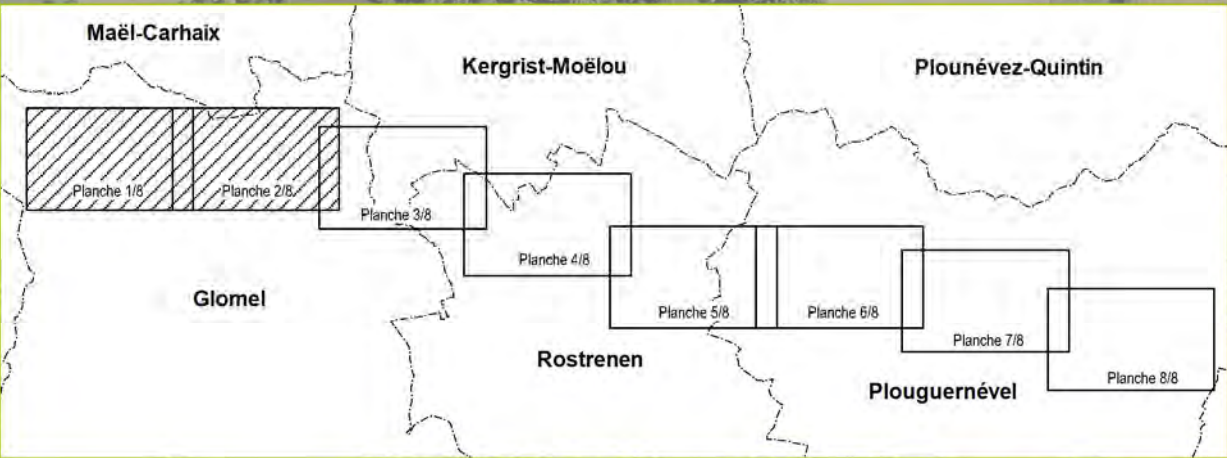 Maël-Carhaix
Kergrist-Moëlou
Plounévez-Quintin
Planche 1/8
Planche 2/8
Planche 3/8
Planche 4/8
Glomel
Planche 5/8
Planche 6/8
Planche 7/8
Rostrenen
Planche 8/8
Plouguernével